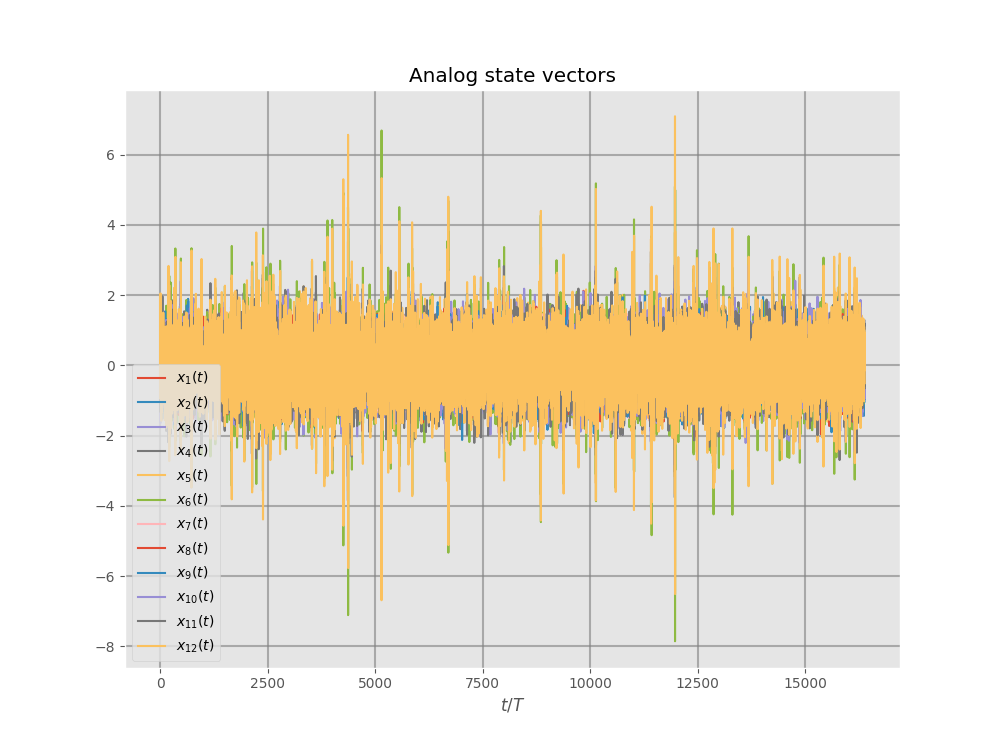 Analog state vectors
6
4
2
0
−2
−4
−6
−8
x₁(t)
x₂(t)
x₃(t)
x₄(t)
x₅(t)
x₆(t)
x₇(t)
x₈(t)
x₉(t)
x₁₀(t)
x₁₁(t)
x₁₂(t)
0 2500 5000 7500 10000 12500 15000
t/T